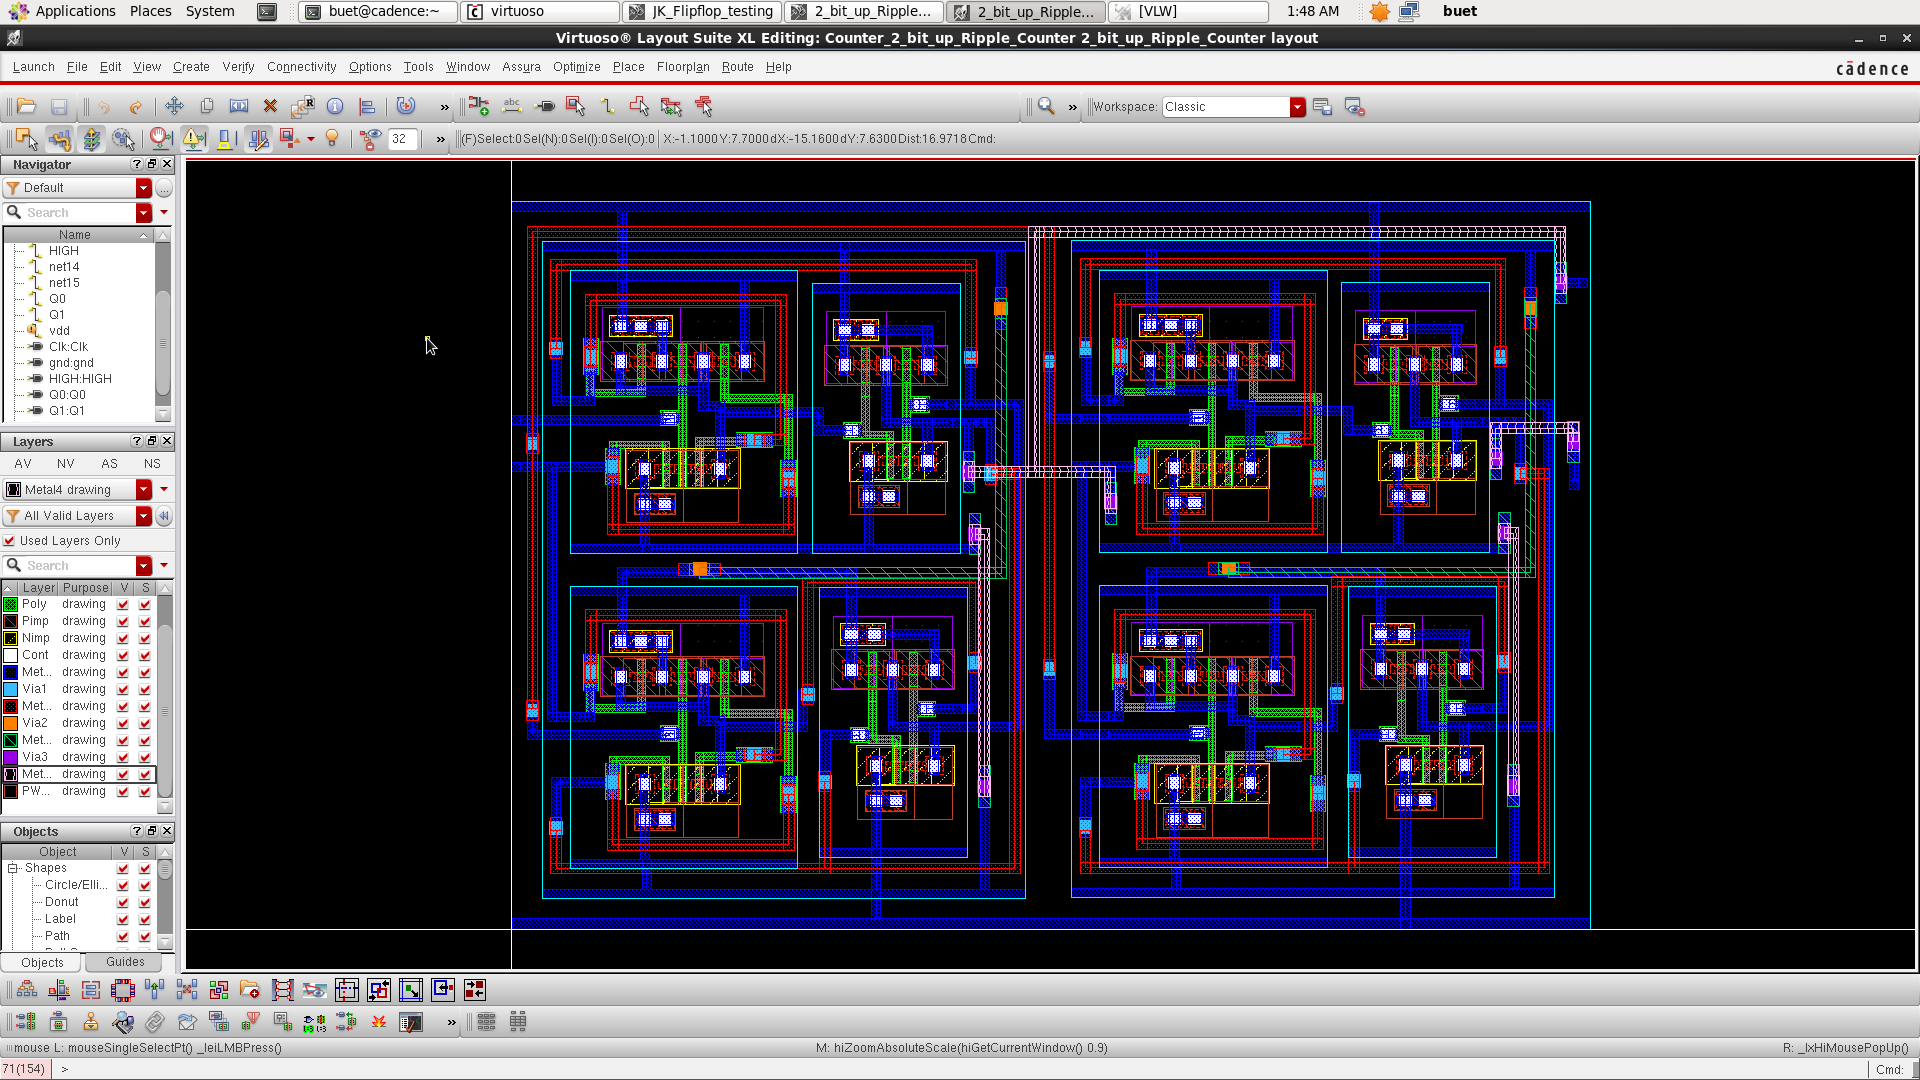 Applications Places System buet@cadence:~ virtuoso JK_Flipflop_testing 2_bit_up_Ripple... 2_bit_up_Ripple... [VLW] 1:48 AM buet
Virtuoso® Layout Suite XL Editing: Counter_2_bit_up_Ripple_Counter 2_bit_up_Ripple_Counter layout
Launch File Edit View Create Verify Connectivity Options Tools Window Assura Optimize Place Floorplan Route Help cādence
» » Workspace: Classic
32 » (F)Select:0 Sel(N):0 Sel(I):0 Sel(O):0 X:-1.1000 Y:7.7000 dX:-15.1600 dY:7.6300 Dist:16.9718 Cmd:
Navigator
Default
Search
Name
HIGH
net14
net15
Q0
Q1
vdd
Clk:Clk
gnd:gnd
HIGH:HIGH
Q0:Q0
Q1:Q1
Layers
AV NV AS NS
Metal4 drawing
All Valid Layers
Used Layers Only
Search
Layer Purpose V S
Poly drawing
Pimp drawing
Nimp drawing
Cont drawing
Met... drawing
Via1 drawing
Met... drawing
Via2 drawing
Met... drawing
Via3 drawing
Met... drawing
PW... drawing
Objects
Object V S
Shapes
Circle/Elli...
Donut
Label
Path
Objects Guides
»
mouse L: mouseSingleSelectPt() _leiLMBPress() M: hiZoomAbsoluteScale(hiGetCurrentWindow() 0.9) R: _lxHiMousePopUp()
71(154) > Cmd: